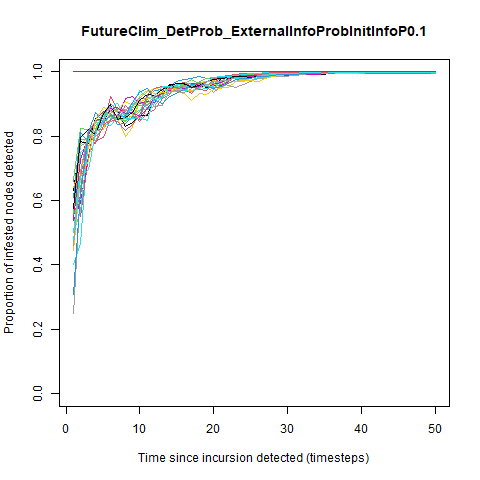 FutureClim_DetProb_ExternalInfoProbInitInfoP0.1
Proportion of infested nodes detected
1.0
0.8
0.6
0.4
0.2
0.0
0 10 20 30 40 50
Time since incursion detected (timesteps)